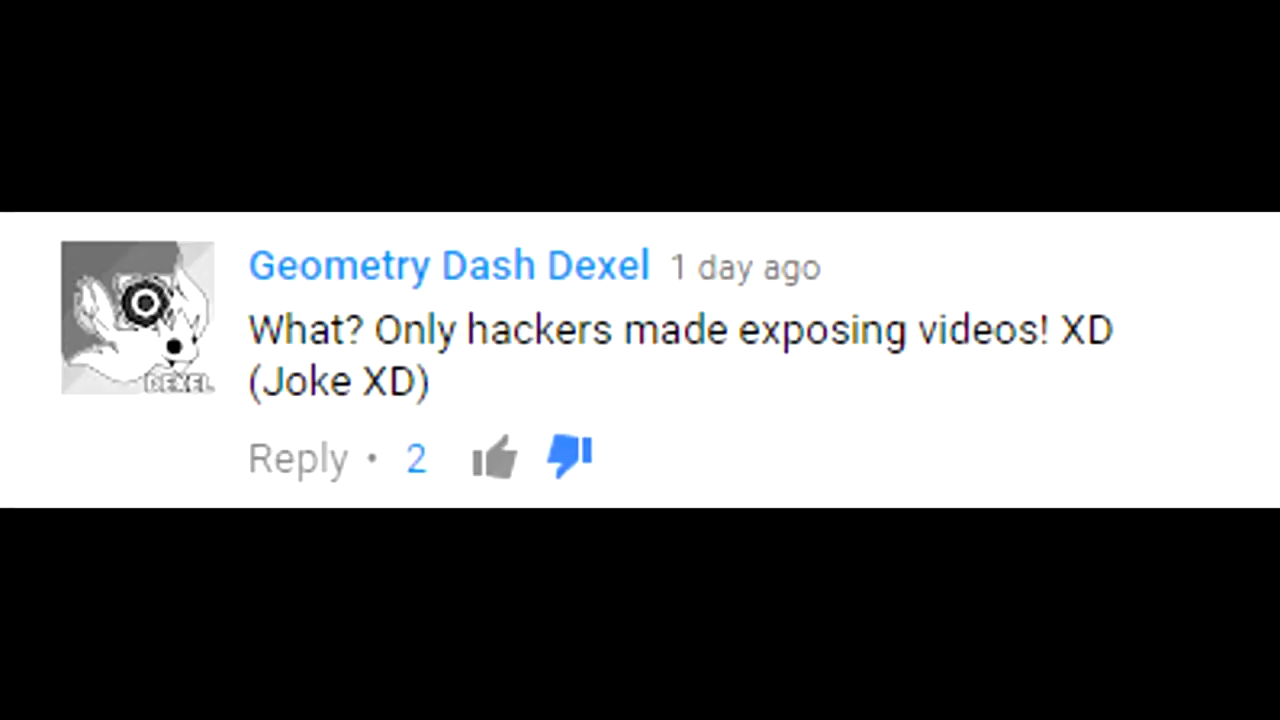 Geometry Dash Dexel 1 day ago
What? Only hackers made exposing videos! XD
(Joke XD)
DEXEL
Reply • 2